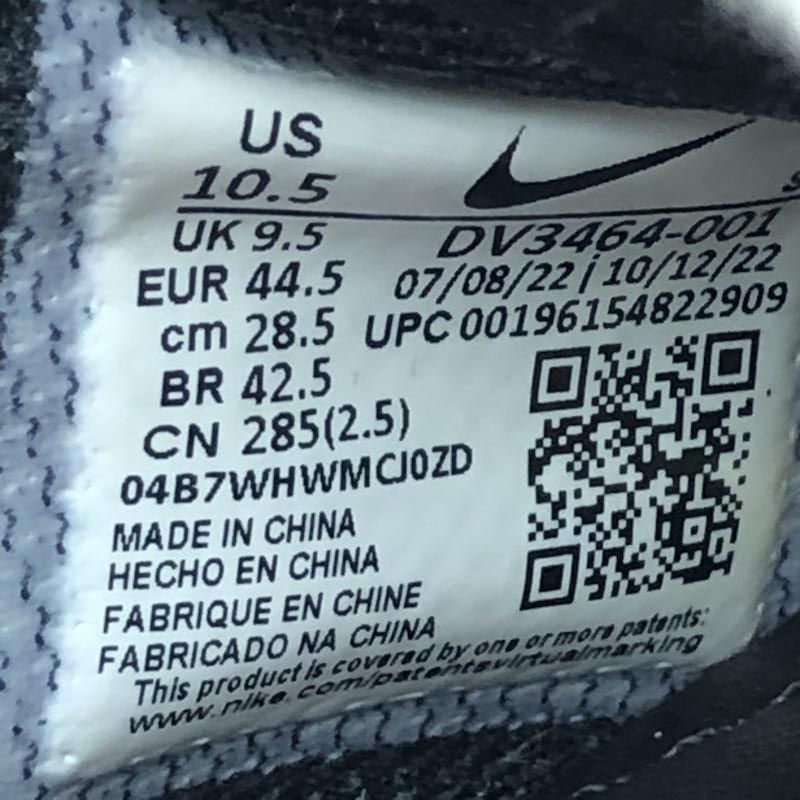 US
10.5
UK 9.5
DV3464-001
EUR 44.5
07/08/22 / 10/12/22
cm 28.5
UPC 00196154822909
BR 42.5
CN 285(2.5)
04B7WHWMCJ0ZD
MADE IN CHINA
HECHO EN CHINA
FABRIQUE EN CHINE
FABRICADO NA CHINA
This product is covered by one or more patents:
www.nike.com/patentsvirtualmarking